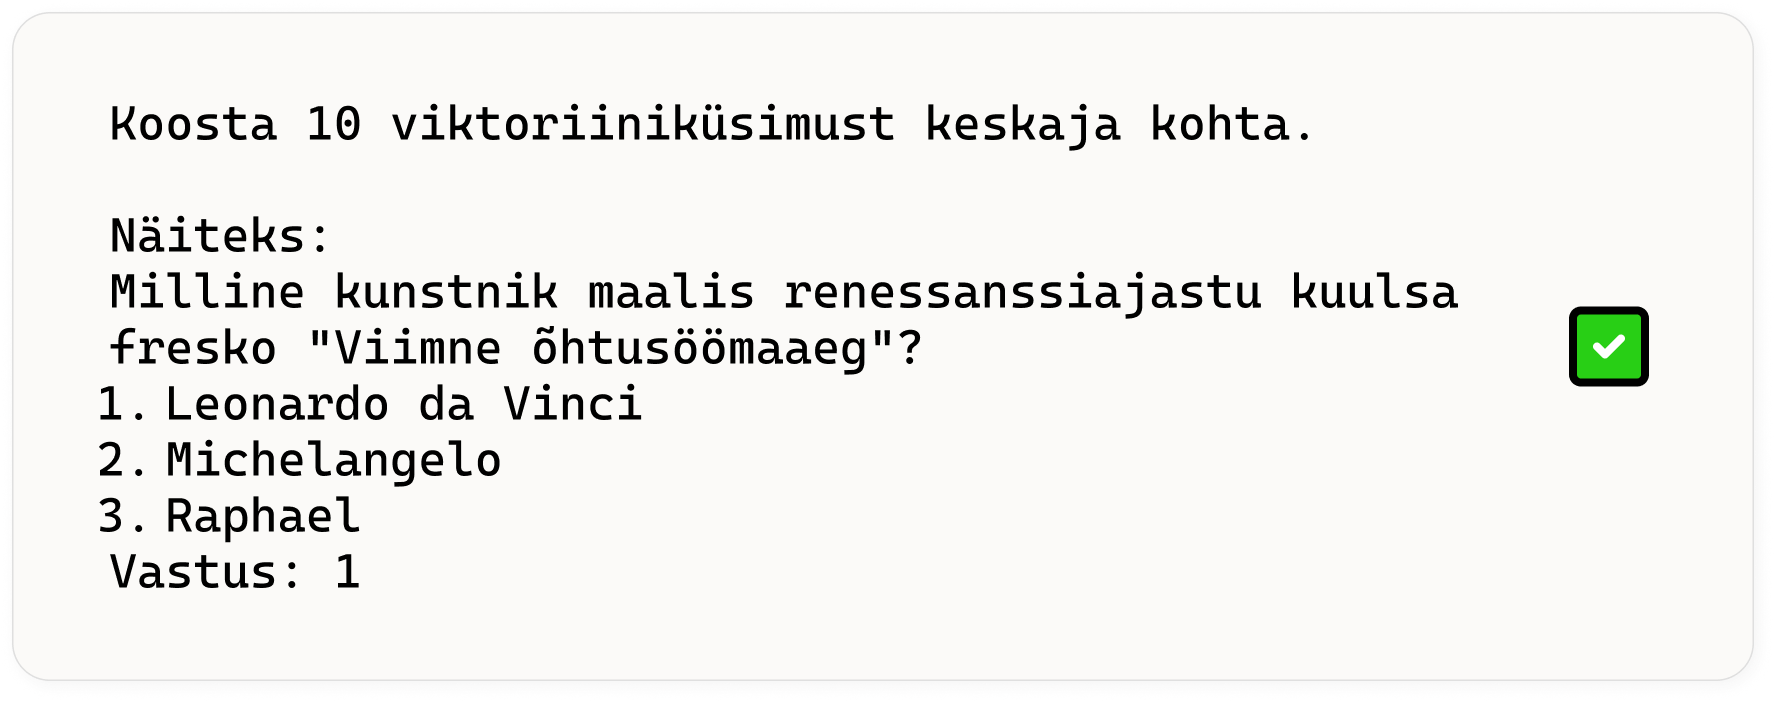 Koosta 10 viktoriiniküsimust keskaja kohta.
Näiteks:
Milline kunstnik maalis renessanssiajastu kuulsa
fresko "Viimne õhtusöömaaeg"?
1. Leonardo da Vinci
2. Michelangelo
3. Raphael
Vastus: 1